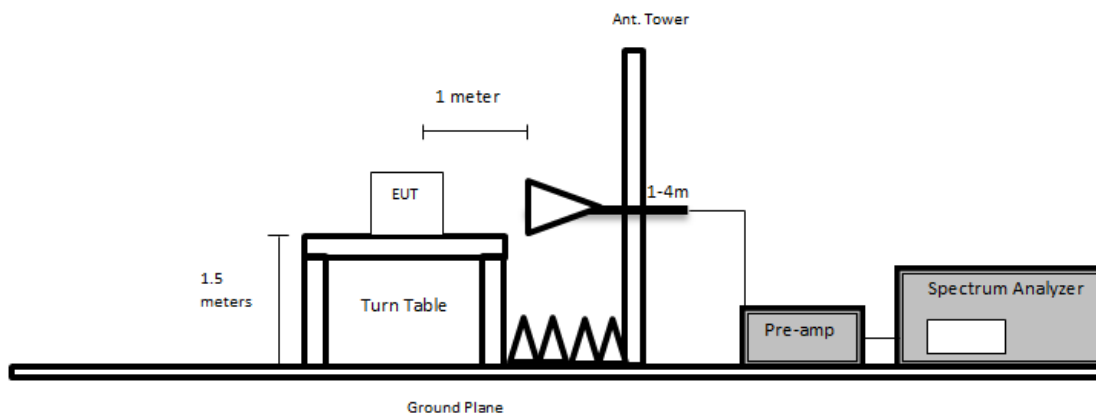 Ant. Tower
1 meter
EUT
1-4m
1.5
meters
Turn Table
Spectrum Analyzer
Pre-amp
Ground Plane